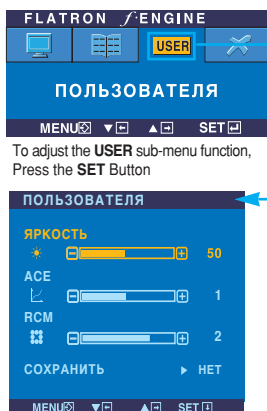 FLATRON F-ENGINE
USER
ПОЛЬЗОВАТЕЛЯ
MENU ▼ ▲ SET
To adjust the USER sub-menu function,
Press the SET Button
ПОЛЬЗОВАТЕЛЯ
ЯРКОСТЬ
50
ACE
1
RCM
2
СОХРАНИТЬ ▶ НЕТ
MENU ▼ ▲ SET